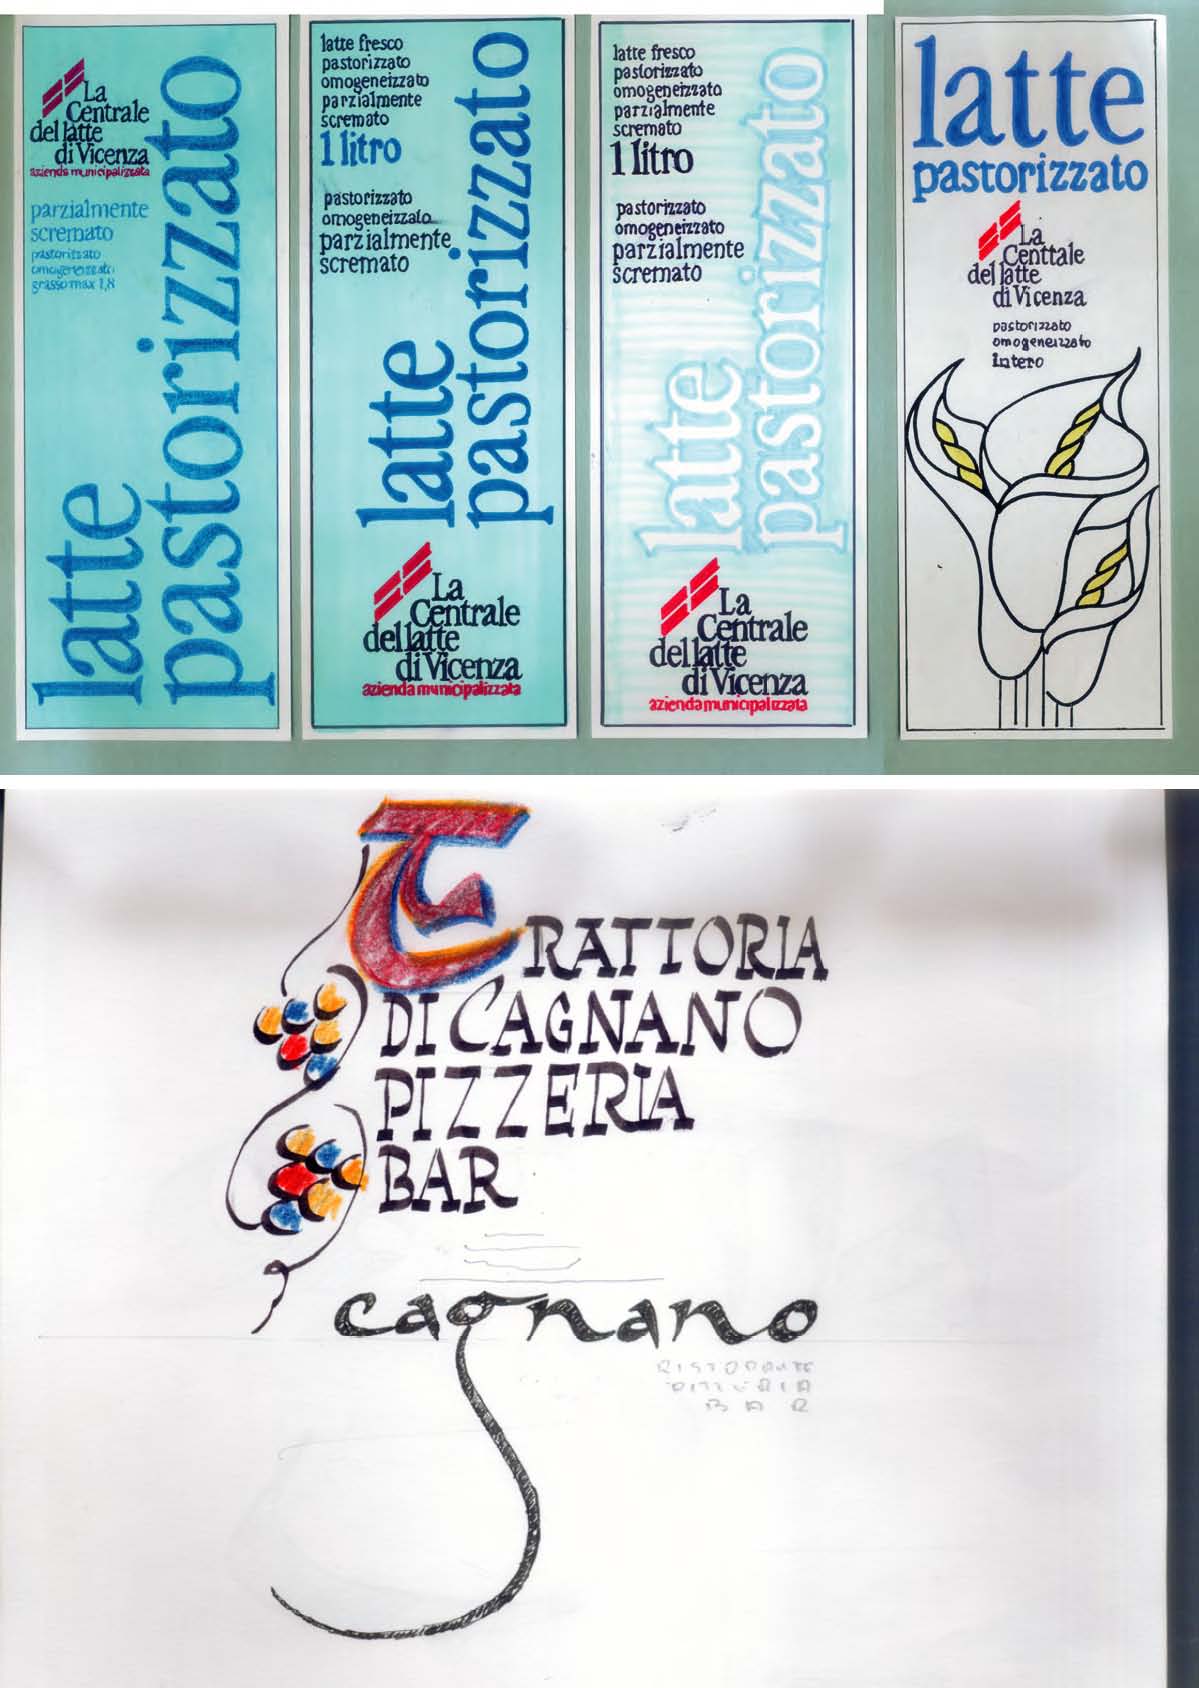 La
Centrale
del latte
di Vicenza
azienda municipalizzata
parzialmente
scremato
pastorizzato
omogeneizzato
grasso max 1,8
latte
pastorizzato
latte fresco
pastorizzato
omogeneizzato
parzialmente
scremato
1 litro
pastorizzato
omogeneizzato
parzialmente
scremato
latte
pastorizzato
La
Centrale
del latte
di Vicenza
azienda municipalizzata
latte fresco
pastorizzato
omogeneizzato
parzialmente
scremato
1 litro
pastorizzato
omogeneizzato
parzialmente
scremato
latte
pastorizzato
La
Centrale
del latte
di Vicenza
azienda municipalizzata
latte
pastorizzato
La
Centtale
del latte
di Vicenza
pastorizzato
omogeneizzato
intero
TRATTORIA
DI CAGNANO
PIZZERIA
BAR
cagnano
RISTORANTE
PIZZERIA
BAR